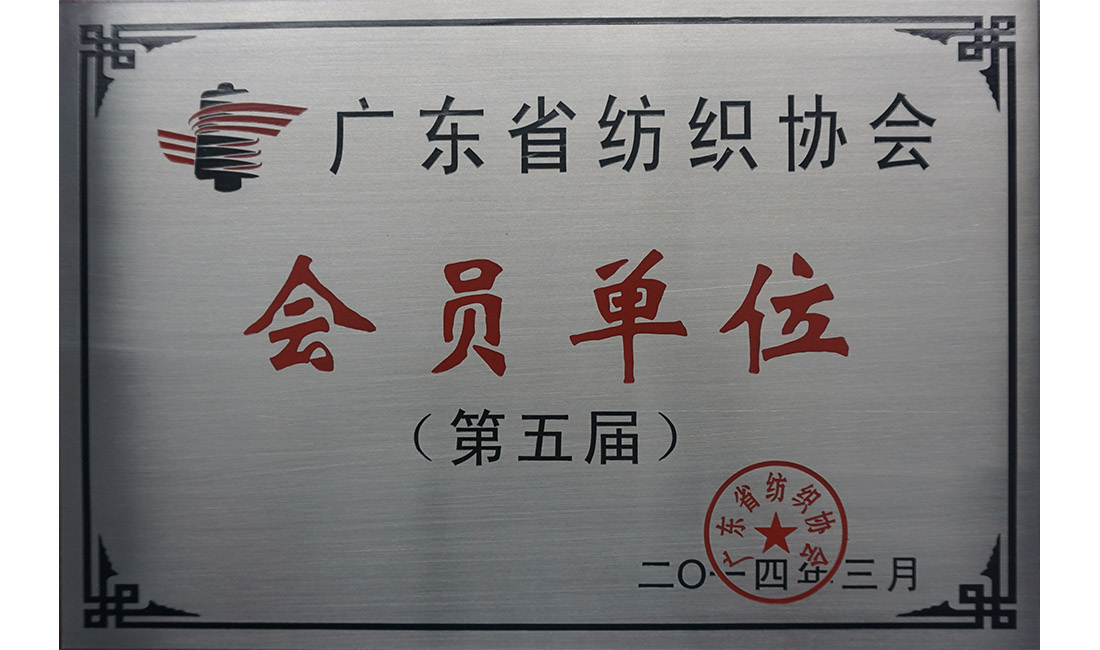 广东省纺织协会
会员单位
（第五届）
广东省纺织协会
二〇一四年三月